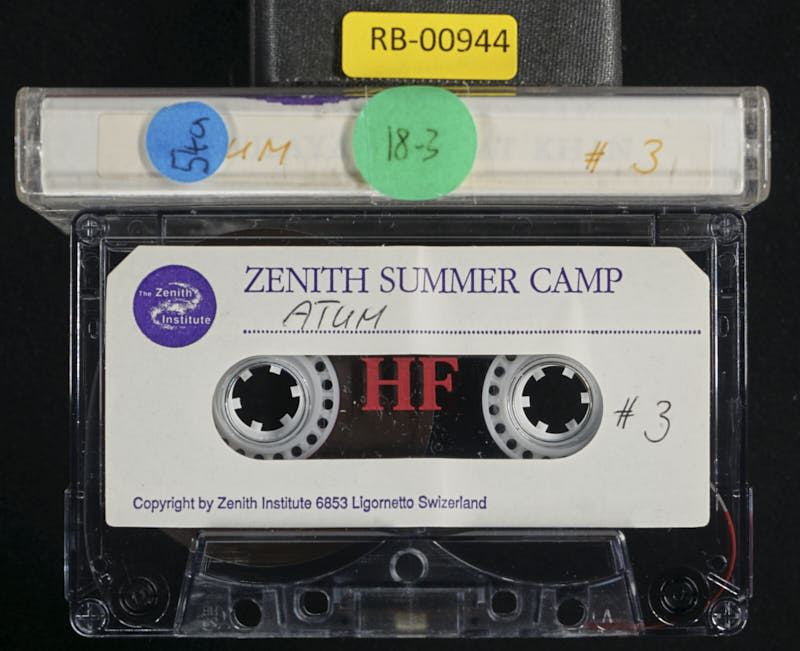 RB-00944
54a
UM
18-3
# 3
The Zenith
Institute
ZENITH SUMMER CAMP
ATUM
HF
# 3
Copyright by Zenith Institute 6853 Ligornetto Swizerland